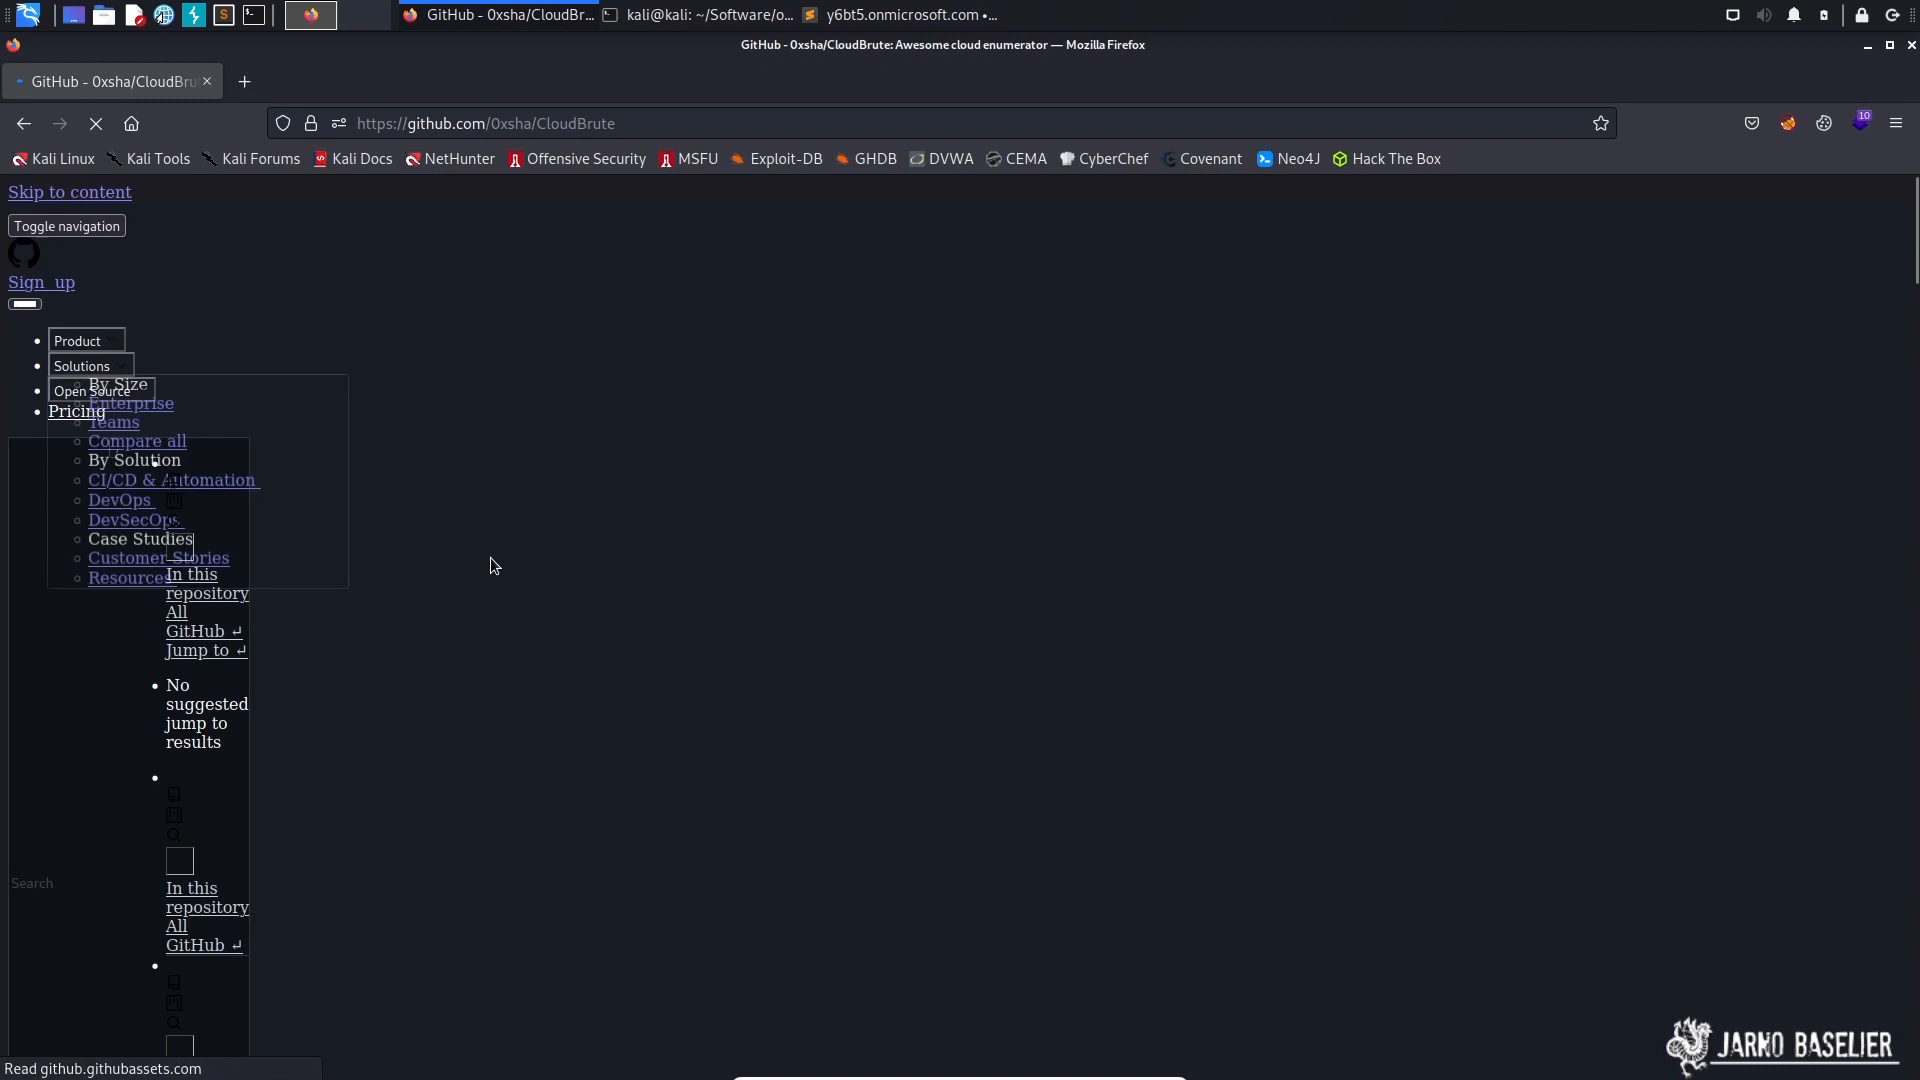 GitHub - 0xsha/CloudBr...
kali@kali: ~/Software/o...
y6bt5.onmicrosoft.com •...
GitHub - 0xsha/CloudBrute: Awesome cloud enumerator — Mozilla Firefox
GitHub - 0xsha/CloudBru
https://github.com/0xsha/CloudBrute
10
Kali Linux
Kali Tools
Kali Forums
Kali Docs
NetHunter
Offensive Security
MSFU
Exploit-DB
GHDB
DVWA
CEMA
CyberChef
Covenant
Neo4J
Hack The Box
Skip to content
Toggle navigation
Sign up
Product
Solutions
By Size
Open Source
Enterprise
Pricing
Teams
Compare all
By Solution
CI/CD & Automation
DevOps
DevSecOps
Case Studies
Customer Stories
Resources
In this
repository
All
GitHub ↵
Jump to ↵
No
suggested
jump to
results
Search
In this
repository
All
GitHub ↵
Read github.githubassets.com
JARNO BASELIER